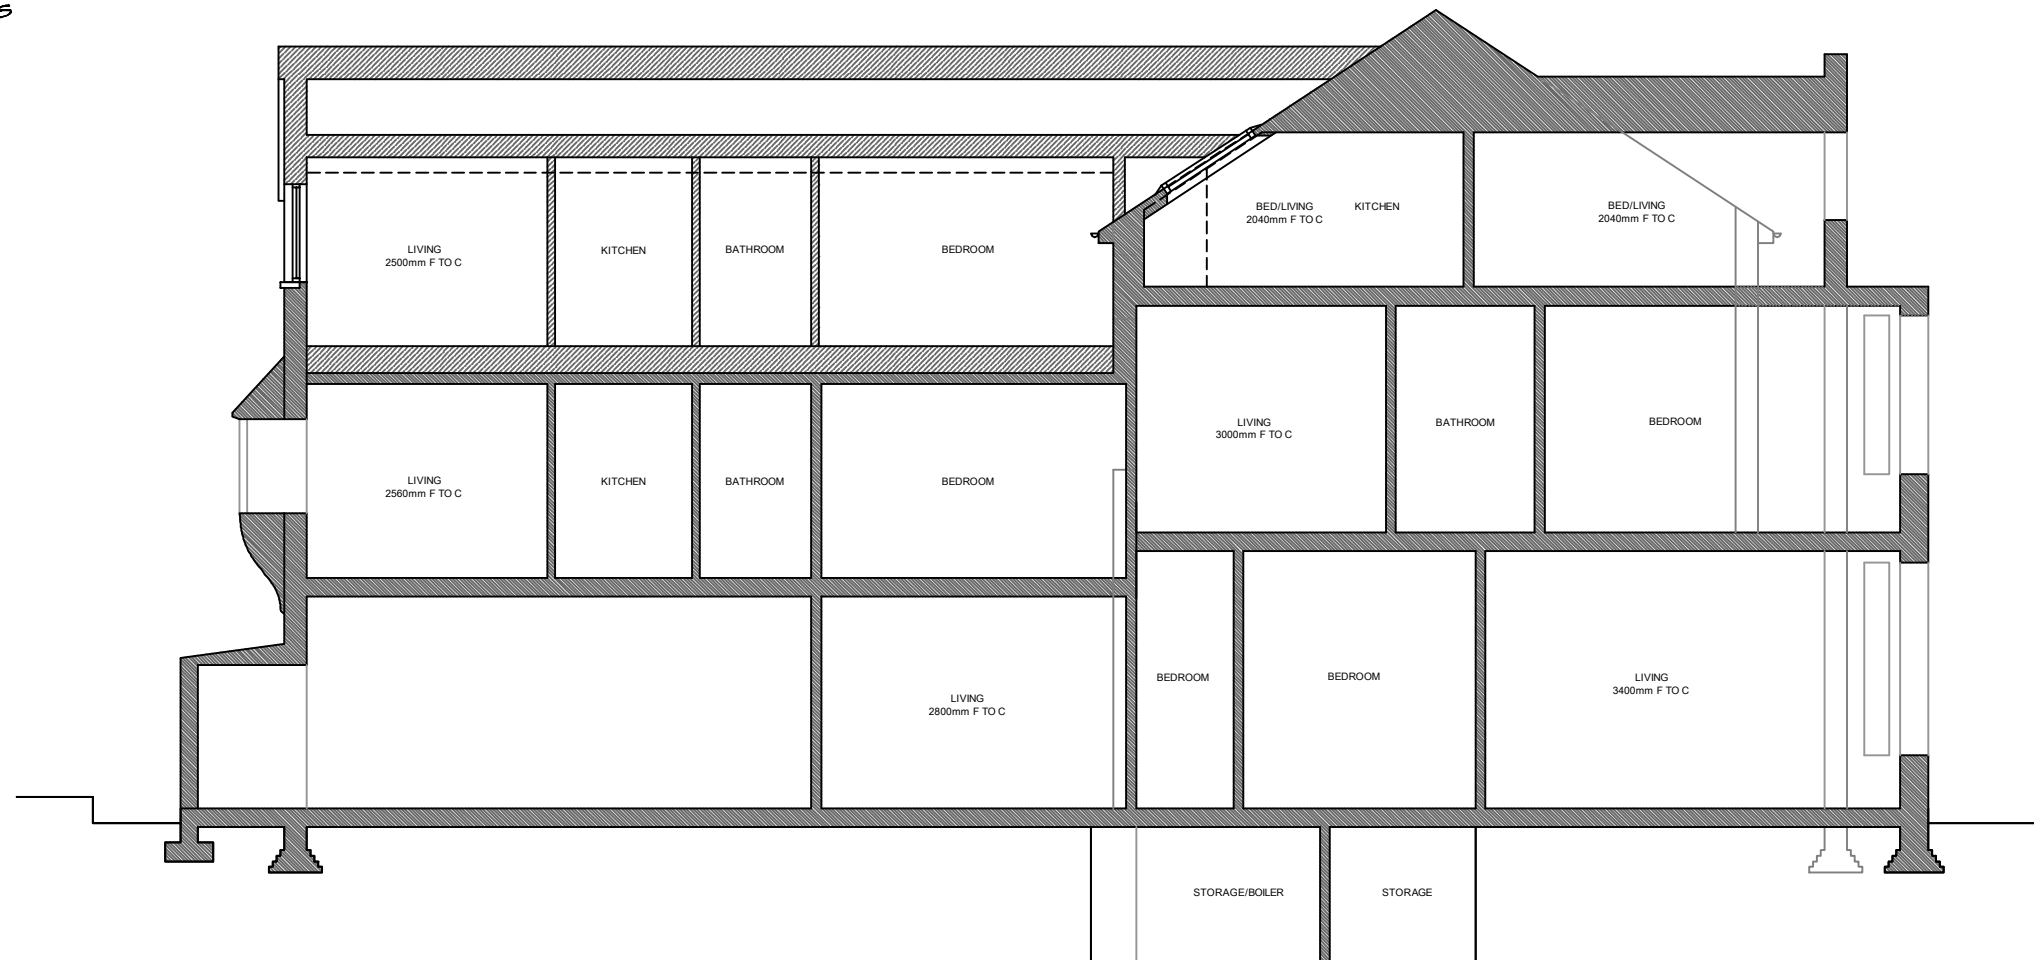 BED/LIVING
2040mm F TO C
KITCHEN
BED/LIVING
2040mm F TO C
LIVING
2500mm F TO C
KITCHEN
BATHROOM
BEDROOM
LIVING
3000mm F TO C
BATHROOM
BEDROOM
LIVING
2560mm F TO C
KITCHEN
BATHROOM
BEDROOM
LIVING
2800mm F TO C
BEDROOM
BEDROOM
LIVING
3400mm F TO C
STORAGE/BOILER
STORAGE